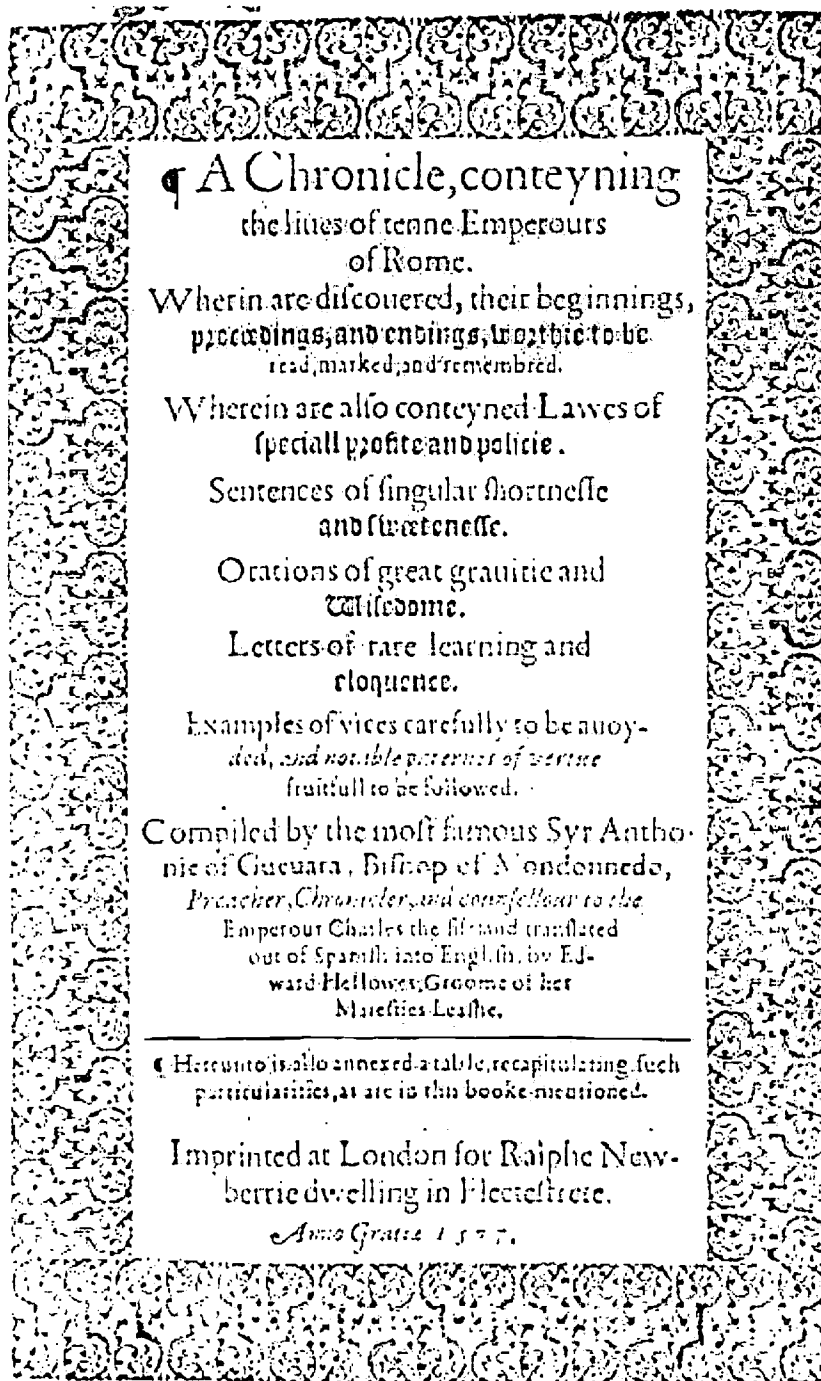 ¶ A Chronicle, conteyning
the liues of tenne Emperours
of Rome.
Wherin are diſcouered, their beginnings,
proceedings, and endings, worthie to be
read, marked, and remembred.
Wherein are alſo conteyned Lawes of
ſpeciall profite and policie.
Sentences of ſingular ſhortneſſe
and ſweeteneſſe.
Orations of great grauitie and
Wiſedome.
Letters of rare learning and
eloquence.
Examples of vices carefully to be auoy-
ded, and notable paternes of vertue
fruitfull to be followed.
Compiled by the moſt famous Syr Antho-
nie of Gueuara, Biſhop of Mondonnedo,
Preacher, Chronicler, and counſellour to the
Emperour Charles the fift: and tranſlated
out of Spaniſh into Engliſh, by Ed-
ward Hellowes, Groome of her
Maieſties Leaſhe.
¶ Hereunto is alſo annexed a table, recapitulating ſuch
particularities, as are in this booke mentioned.
Imprinted at London for Ralphe New-
berrie dwelling in Fleeteſtreete.
Anno Gratiæ 1577.